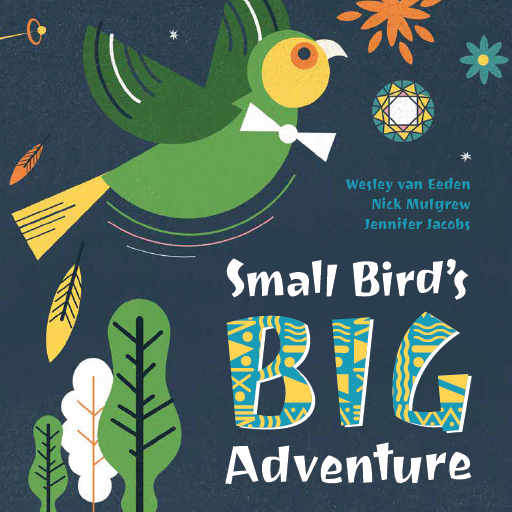 Wesley van Eeden
Nick Mulgrew
Jennifer Jacobs
Small Bird's
BIG
Adventure